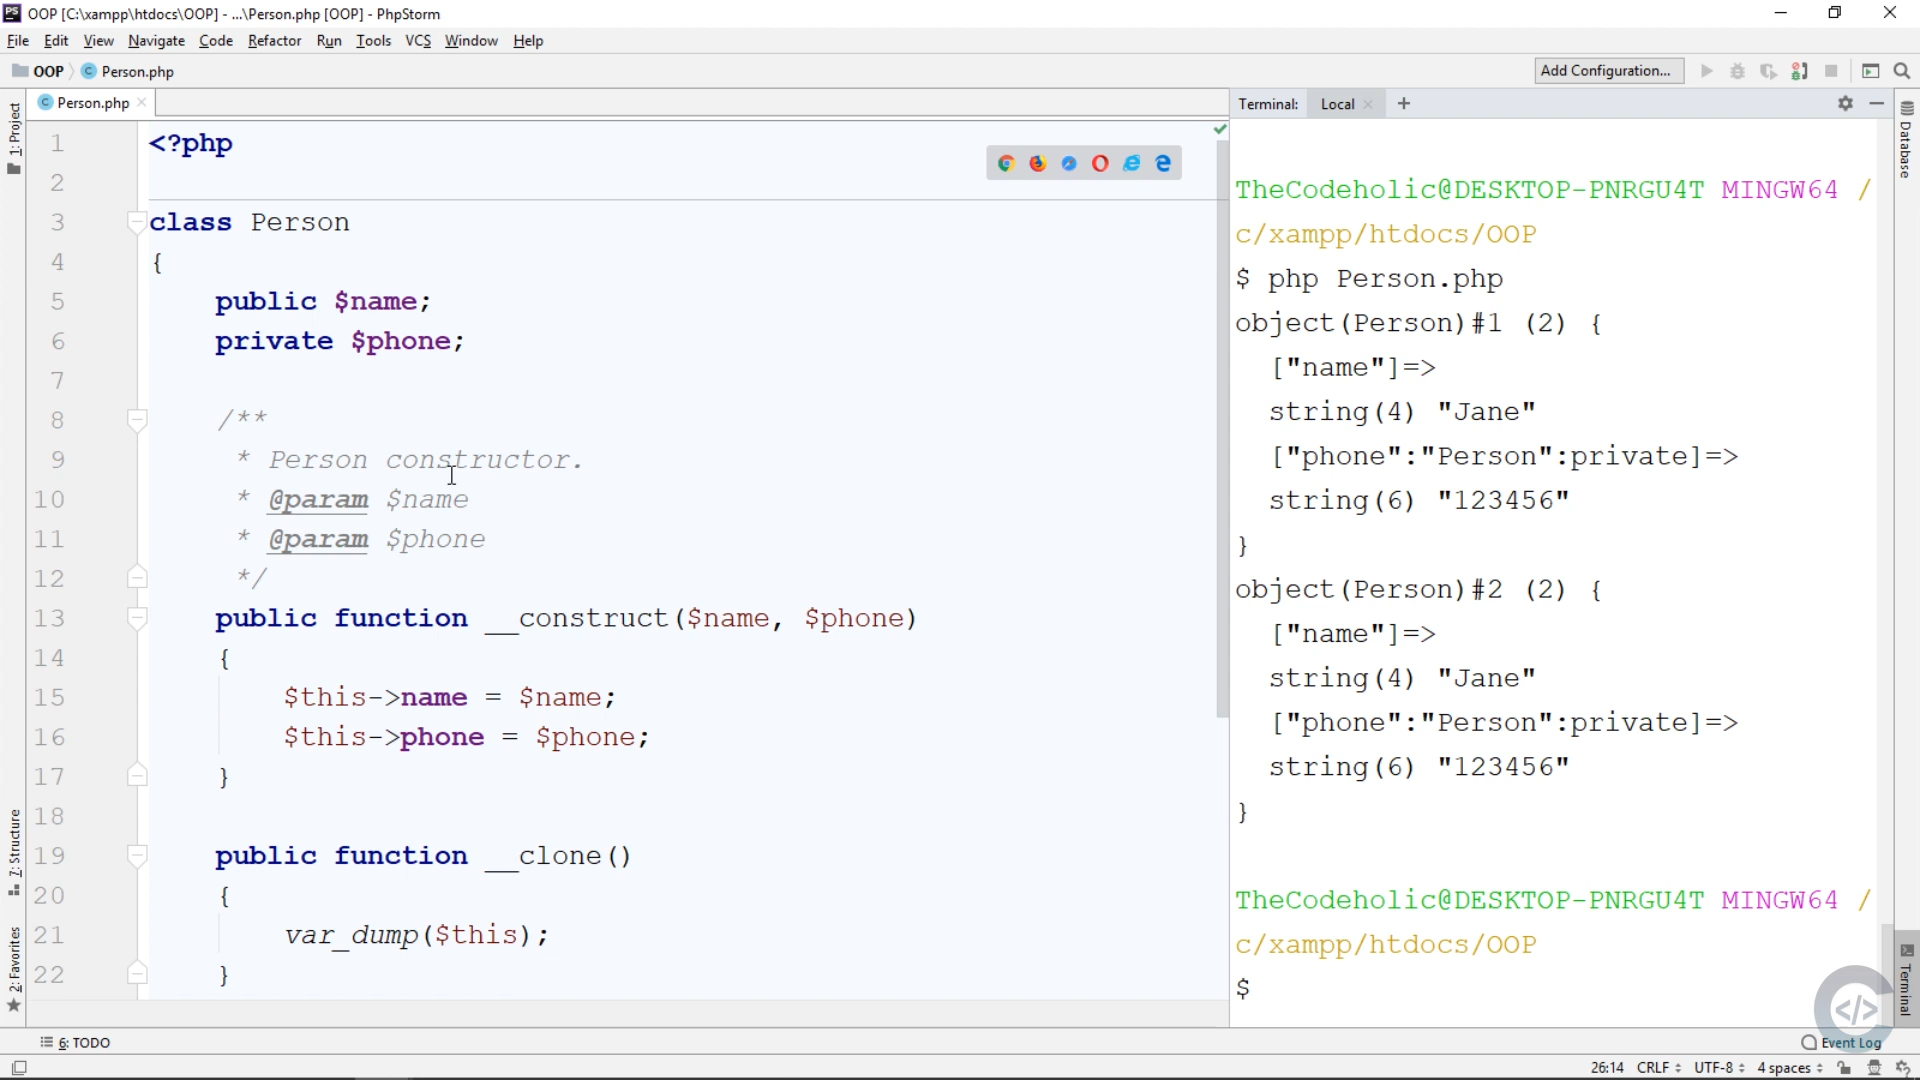 OOP [C:\xampp\htdocs\OOP] - ...\Person.php [OOP] - PhpStorm
File Edit View Navigate Code Refactor Run Tools VCS Window Help
OOP Person.php
Add Configuration...
Person.php
1: Project
7: Structure
2: Favorites
1 <?php
2
3 class Person
4 {
5 public $name;
6 private $phone;
7
8 /**
9 * Person constructor.
10 * @param $name
11 * @param $phone
12 */
13 public function __construct($name, $phone)
14 {
15 $this->name = $name;
16 $this->phone = $phone;
17 }
18
19 public function __clone()
20 {
21 var_dump($this);
22 }
Terminal: Local
TheCodeholic@DESKTOP-PNRGU4T MINGW64 /
c/xampp/htdocs/OOP
$ php Person.php
object(Person)#1 (2) {
["name"]=>
string(4) "Jane"
["phone":"Person":private]=>
string(6) "123456"
}
object(Person)#2 (2) {
["name"]=>
string(4) "Jane"
["phone":"Person":private]=>
string(6) "123456"
}
TheCodeholic@DESKTOP-PNRGU4T MINGW64 /
c/xampp/htdocs/OOP
$
Database
Terminal
</>
6: TODO
Event Log
26:14 CRLF UTF-8 4 spaces